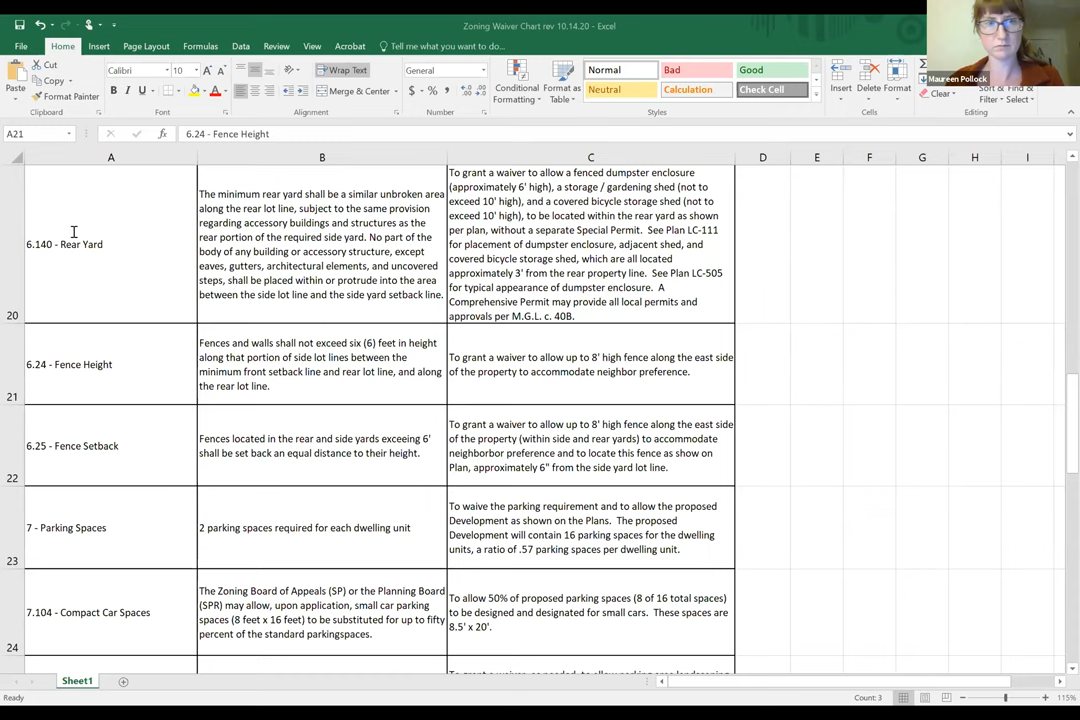 Zoning Waiver Chart rev 10.14.20 - Excel
File Home Insert Page Layout Formulas Data Review View Acrobat Tell me what you want to do...
Maureen Pollock
Paste
Cut
Copy
Format Painter
Clipboard
Calibri 10
B I U
Font
Wrap Text
Merge & Center
Alignment
General
$ % ,
Number
Conditional Formatting
Format as Table
Normal Bad Good
Neutral Calculation Check Cell
Styles
Insert Delete Format
Cells
Clear
Sort & Find &
Filter Select
Editing
A21
fx 6.24 - Fence Height
A B C D E F G H I
20
6.140 - Rear Yard
The minimum rear yard shall be a similar unbroken area
along the rear lot line, subject to the same provision
regarding accessory buildings and structures as the
rear portion of the required side yard. No part of the
body of any building or accessory structure, except
eaves, gutters, architectural elements, and uncovered
steps, shall be placed within or protrude into the area
between the side lot line and the side yard setback line.
To grant a waiver to allow a fenced dumpster enclosure
(approximately 6' high), a storage / gardening shed (not to
exceed 10' high), and a covered bicycle storage shed (not to
exceed 10' high), to be located within the rear yard as shown
per plan, without a separate Special Permit. See Plan LC-111
for placement of dumpster enclosure, adjacent shed, and
covered bicycle storage shed, which are all located
approximately 3' from the rear property line. See Plan LC-505
for typical appearance of dumpster enclosure. A
Comprehensive Permit may provide all local permits and
approvals per M.G.L. c. 40B.
21
6.24 - Fence Height
Fences and walls shall not exceed six (6) feet in height
along that portion of side lot lines between the
minimum front setback line and rear lot line, and along
the rear lot line.
To grant a waiver to allow up to 8' high fence along the east side
of the property to accommodate neighbor preference.
22
6.25 - Fence Setback
Fences located in the rear and side yards exceeing 6'
shall be set back an equal distance to their height.
To grant a waiver to allow up to 8' high fence along the east side
of the property (within side and rear yards) to accommodate
neighborbor preference and to locate this fence as show on
Plan, approximately 6" from the side yard lot line.
23
7 - Parking Spaces
2 parking spaces required for each dwelling unit
To waive the parking requirement and to allow the proposed
Development as shown on the Plans. The proposed
Development will contain 16 parking spaces for the dwelling
units, a ratio of .57 parking spaces per dwelling unit.
24
7.104 - Compact Car Spaces
The Zoning Board of Appeals (SP) or the Planning Board
(SPR) may allow, upon application, small car parking
spaces (8 feet x 16 feet) to be substituted for up to fifty
percent of the standard parkingspaces.
To allow 50% of proposed parking spaces (8 of 16 total spaces)
to be designed and designated for small cars. These spaces are
8.5' x 20'.
To grant a waiver, as needed, to allow parking area landscaping
Sheet1
Ready
Count: 3
115%